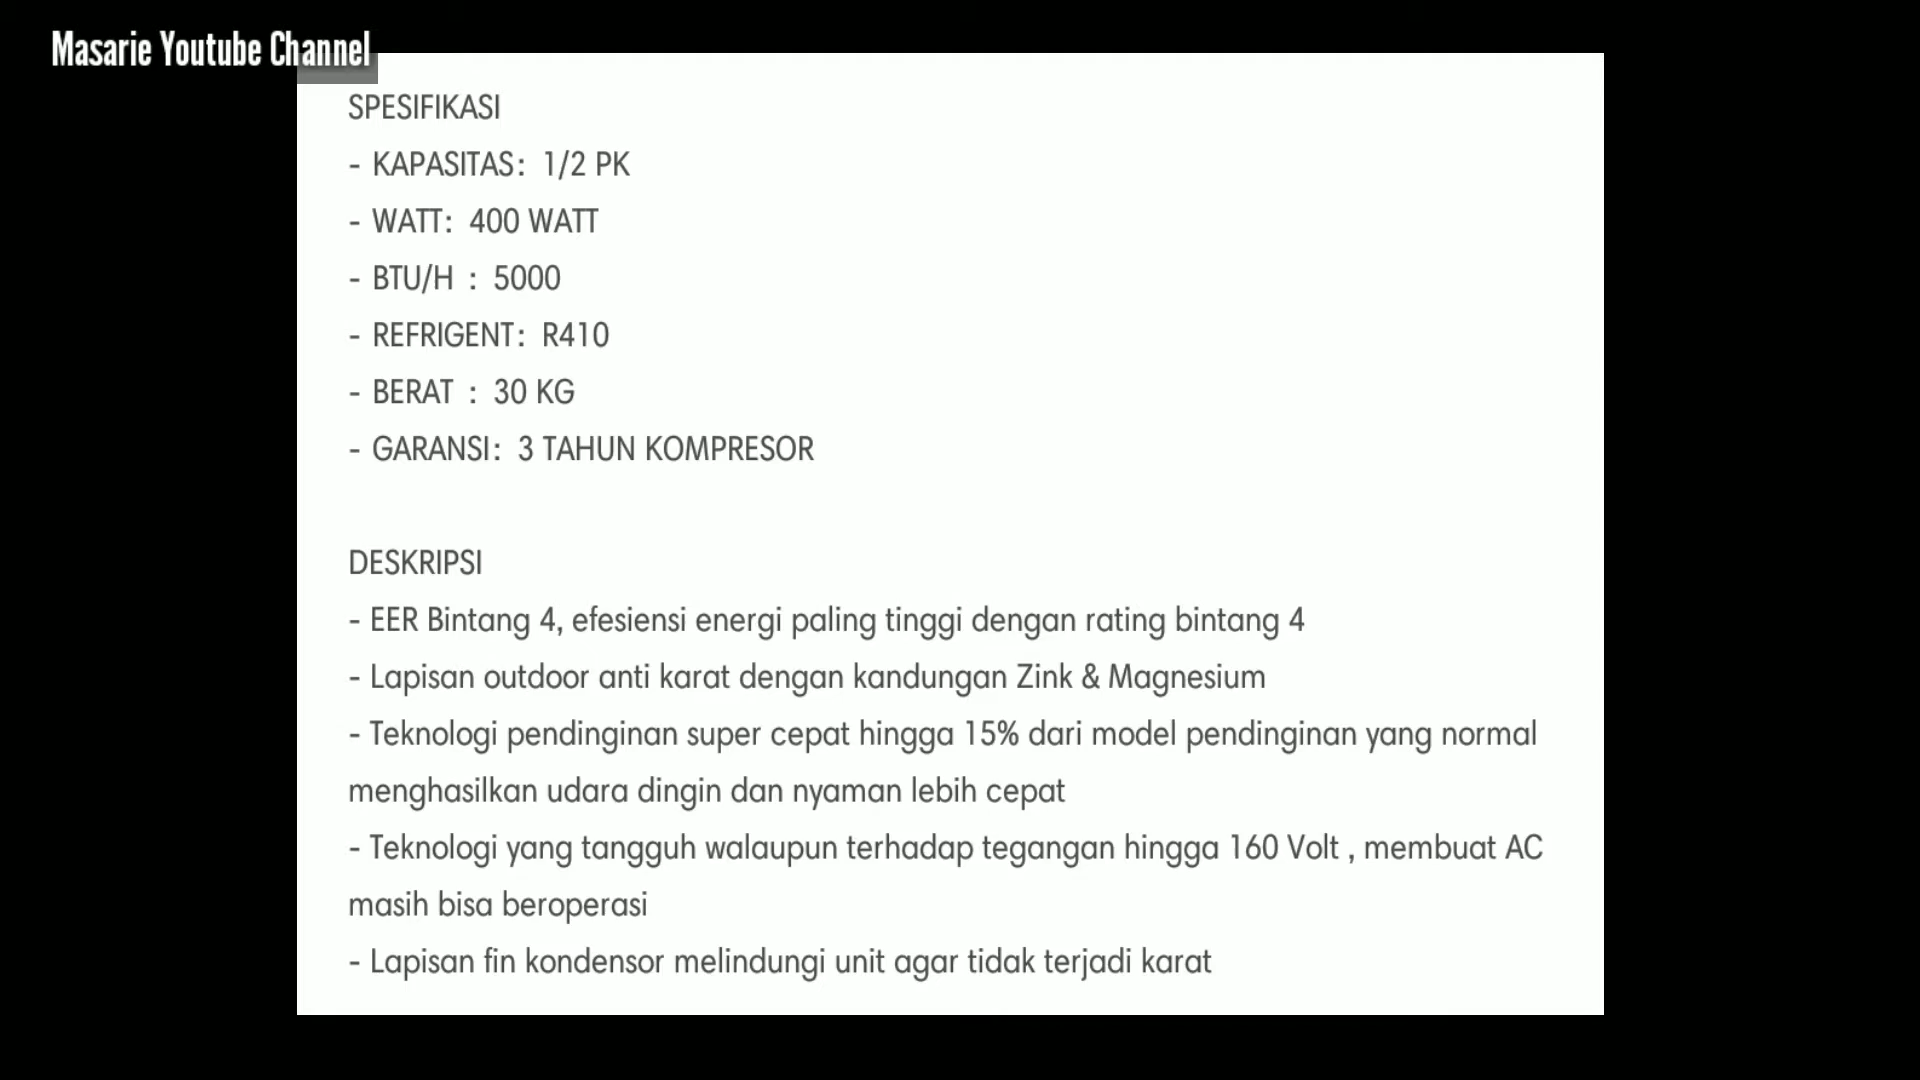 Masarie Youtube Channel
SPESIFIKASI
- KAPASITAS: 1/2 PK
- WATT: 400 WATT
- BTU/H : 5000
- REFRIGENT: R410
- BERAT : 30 KG
- GARANSI: 3 TAHUN KOMPRESOR
DESKRIPSI
- EER Bintang 4, efesiensi energi paling tinggi dengan rating bintang 4
- Lapisan outdoor anti karat dengan kandungan Zink & Magnesium
- Teknologi pendinginan super cepat hingga 15% dari model pendinginan yang normal
menghasilkan udara dingin dan nyaman lebih cepat
- Teknologi yang tangguh walaupun terhadap tegangan hingga 160 Volt , membuat AC
masih bisa beroperasi
- Lapisan fin kondensor melindungi unit agar tidak terjadi karat